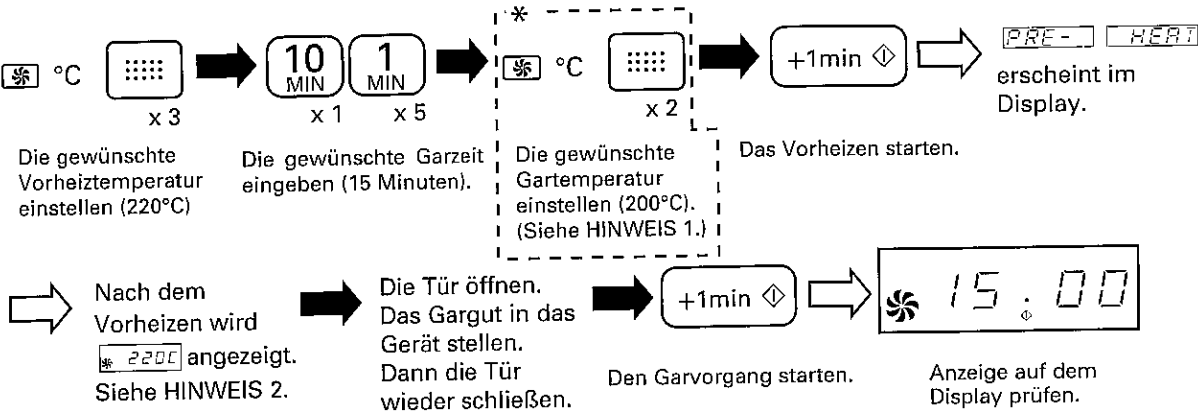 *
°C
x 3
10 MIN
x 1
1 MIN
x 5
°C
x 2
+1min
PRE- HEAT
erscheint im
Display.
Die gewünschte
Vorheiztemperatur
einstellen (220°C)
Die gewünschte Garzeit
eingeben (15 Minuten).
Die gewünschte
Gartemperatur
einstellen (200°C).
(Siehe HINWEIS 1.)
Das Vorheizen starten.
Nach dem
Vorheizen wird
220C angezeigt.
Siehe HINWEIS 2.
Die Tür öffnen.
Das Gargut in das
Gerät stellen.
Dann die Tür
wieder schließen.
+1min
Den Garvorgang starten.
15:00
Anzeige auf dem
Display prüfen.